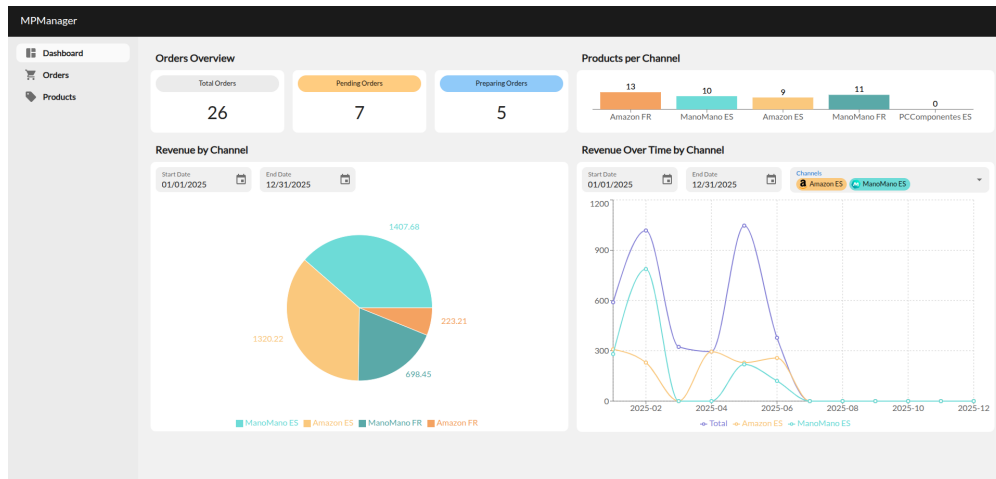 MPManager
Dashboard
Orders
Products
Orders Overview
Total Orders
26
Pending Orders
7
Preparing Orders
5
Products per Channel
13
10
9
11
0
Amazon FR
ManoMano ES
Amazon ES
ManoMano FR
PCComponentes ES
Revenue by Channel
Start Date
01/01/2025
End Date
12/31/2025
1407.68
223.21
1320.22
698.45
ManoMano ES
Amazon ES
ManoMano FR
Amazon FR
Revenue Over Time by Channel
Start Date
01/01/2025
End Date
12/31/2025
Channels
a Amazon ES
ManoMano ES
1200
900
600
300
0
2025-02
2025-04
2025-06
2025-08
2025-10
2025-12
Total
Amazon ES
ManoMano ES